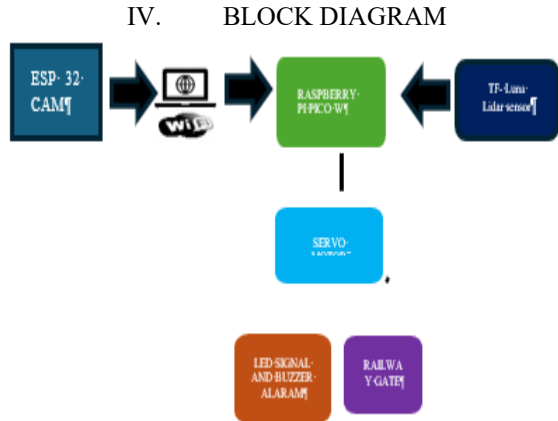 IV. BLOCK DIAGRAM
ESP· 32·
CAM¶
WiFi
RASPBERRY·
PI·PICO·W¶
TF-·Luna·
Lidar·sensor¶
SERVO·
LED·SIGNAL·
AND·BUZZER·
ALARAM¶
RAILWA
Y·GATE¶